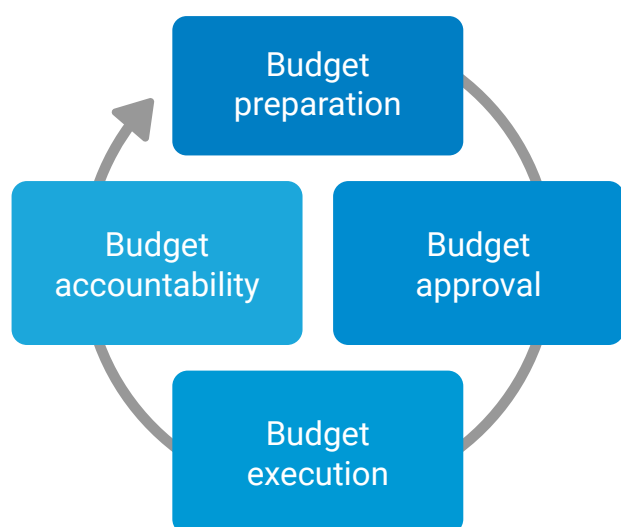 Budget
preparation
Budget
approval
Budget
execution
Budget
accountability